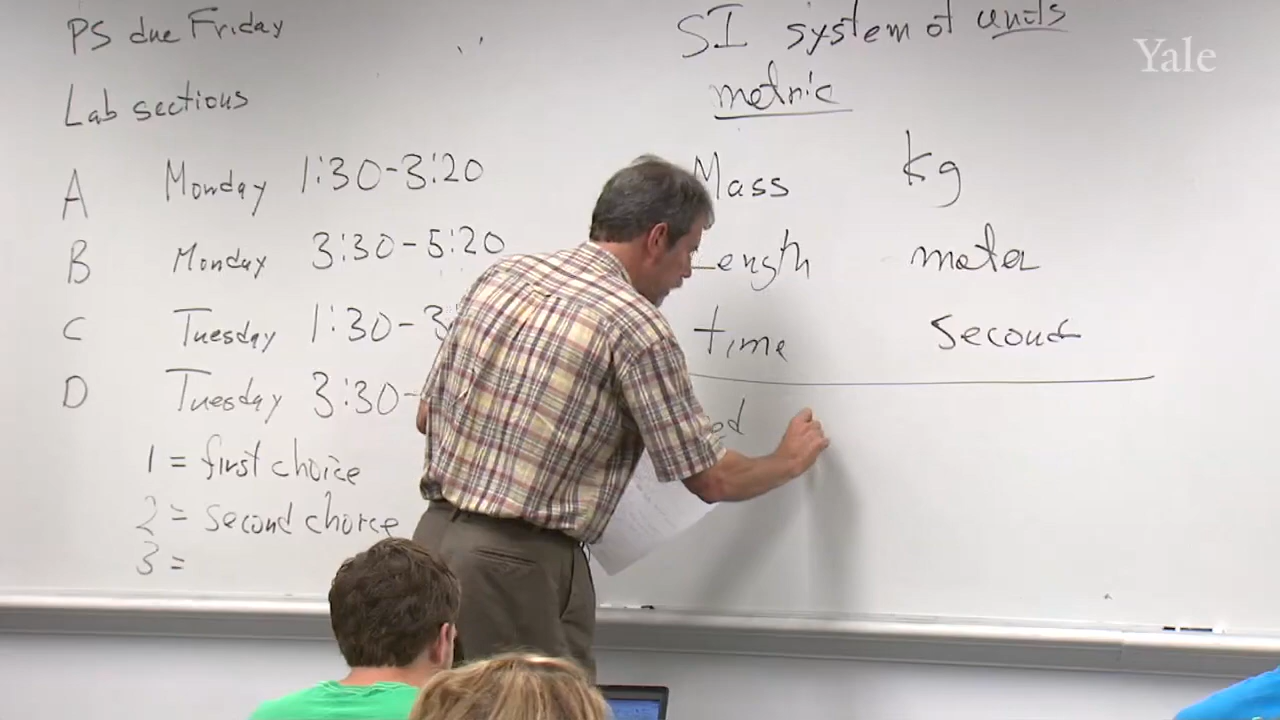 PS due Friday
Lab sections
A Monday 1:30-3:20
B Monday 3:30-5:20
C Tuesday 1:30-3
D Tuesday 3:30-
1 = first choice
2 = second choice
3 =
SI system of units
metric
Mass kg
Length meter
time second
Yale